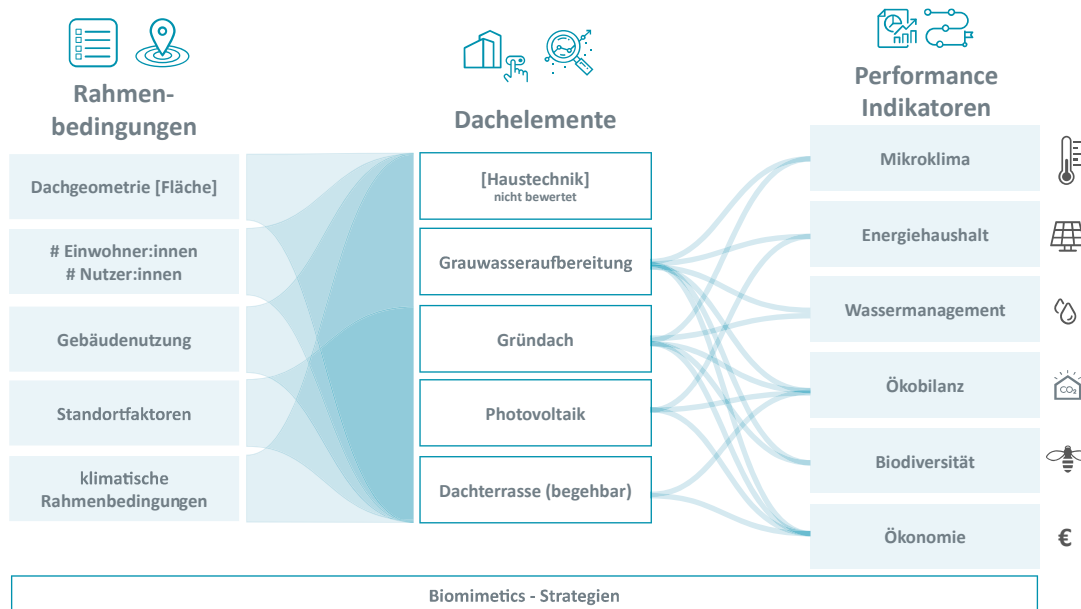 Rahmen-
bedingungen
Dachgeometrie [Fläche]
# Einwohner:innen
# Nutzer:innen
Gebäudenutzung
Standortfaktoren
klimatische
Rahmenbedingungen
Dachelemente
[Haustechnik]
nicht bewertet
Grauwasseraufbereitung
Gründach
Photovoltaik
Dachterrasse (begehbar)
Performance
Indikatoren
Mikroklima
Energiehaushalt
Wassermanagement
Ökobilanz
CO₂
Biodiversität
Ökonomie
€
Biomimetics - Strategien